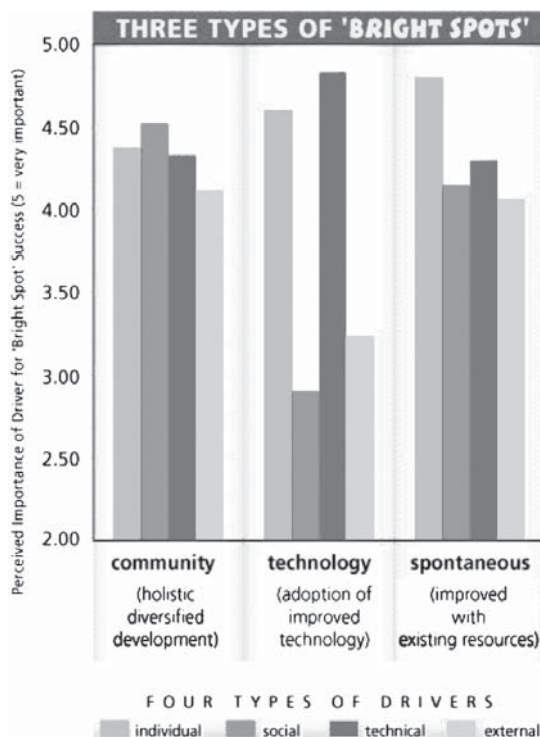 THREE TYPES OF 'BRIGHT SPOTS'
Perceived Importance of Driver for 'Bright Spot' Success (5 = very important)
5.00
4.50
4.00
3.50
3.00
2.50
2.00
community
(holistic
diversified
development)
technology
(adoption of
improved
technology)
spontaneous
(improved
with
existing resources)
FOUR TYPES OF DRIVERS
individual social technical external